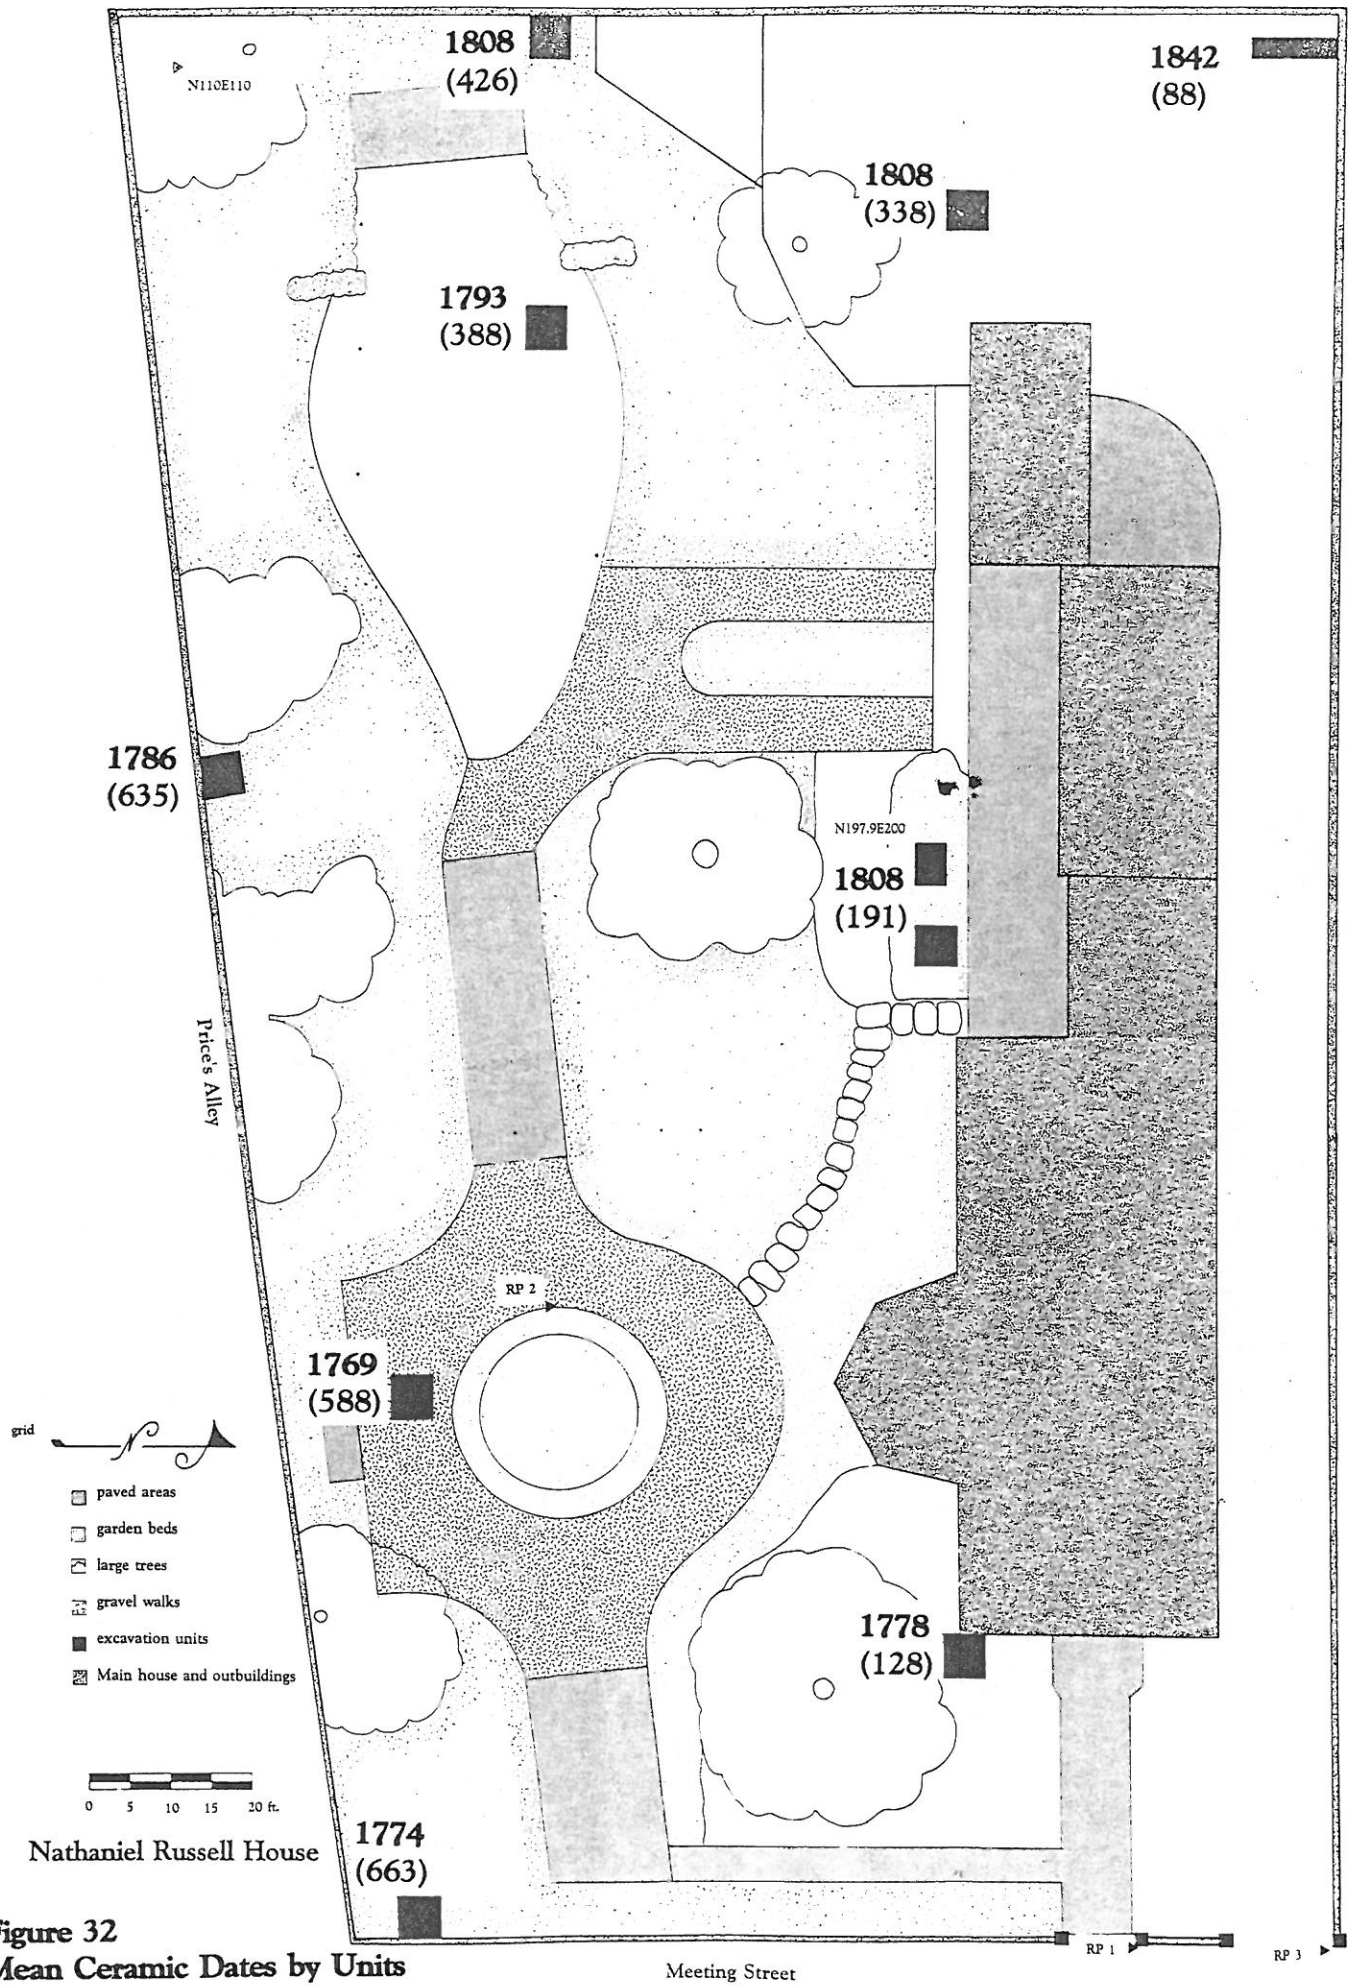 1808
(426)
1842
(88)
N110E110
1808
(338)
1793
(388)
1786
(635)
N197.9E200
1808
(191)
Price's Alley
RP 2
1769
(588)
grid
N
paved areas
garden beds
large trees
gravel walks
excavation units
Main house and outbuildings
1778
(128)
0 5 10 15 20 ft.
Nathaniel Russell House
1774
(663)
igure 32
Mean Ceramic Dates by Units
Meeting Street
RP 1
RP 3